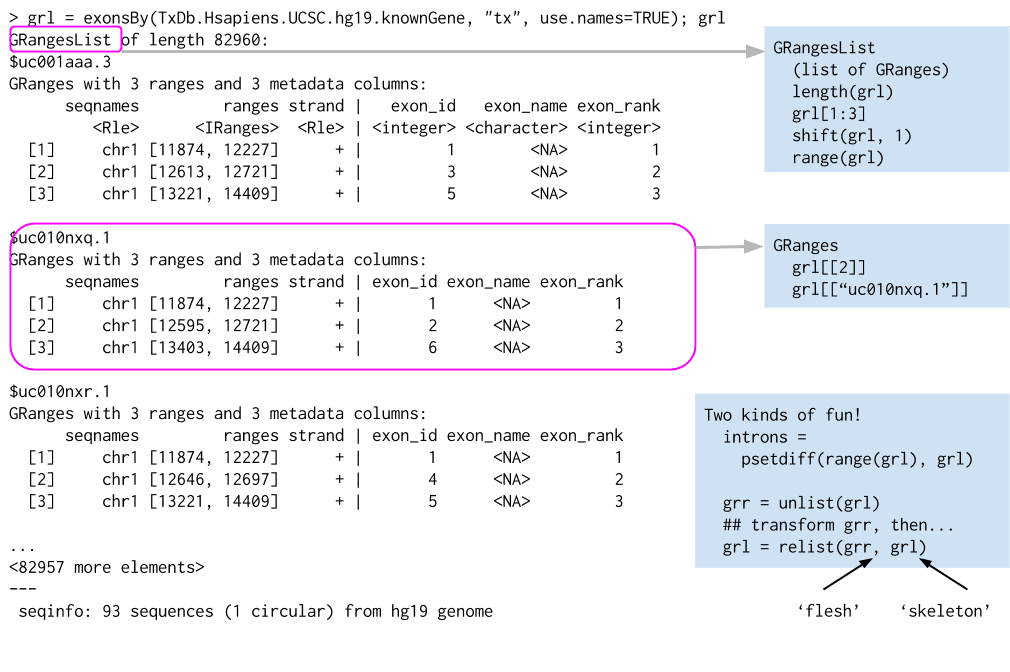 > grl = exonsBy(TxDb.Hsapiens.UCSC.hg19.knownGene, "tx", use.names=TRUE); grl
GRangesList of length 82960:
$uc001aaa.3
GRanges with 3 ranges and 3 metadata columns:
      seqnames         ranges strand |   exon_id   exon_name exon_rank
         <Rle>      <IRanges>  <Rle> | <integer> <character> <integer>
  [1]     chr1 [11874, 12227]      + |         1        <NA>         1
  [2]     chr1 [12613, 12721]      + |         3        <NA>         2
  [3]     chr1 [13221, 14409]      + |         5        <NA>         3
$uc010nxq.1
GRanges with 3 ranges and 3 metadata columns:
      seqnames         ranges strand | exon_id exon_name exon_rank
  [1]     chr1 [11874, 12227]      + |       1      <NA>         1
  [2]     chr1 [12595, 12721]      + |       2      <NA>         2
  [3]     chr1 [13403, 14409]      + |       6      <NA>         3
$uc010nxr.1
GRanges with 3 ranges and 3 metadata columns:
      seqnames         ranges strand | exon_id exon_name exon_rank
  [1]     chr1 [11874, 12227]      + |       1      <NA>         1
  [2]     chr1 [12646, 12697]      + |       4      <NA>         2
  [3]     chr1 [13221, 14409]      + |       5      <NA>         3
...
<82957 more elements>
---
 seqinfo: 93 sequences (1 circular) from hg19 genome
GRangesList
  (list of GRanges)
  length(grl)
  grl[1:3]
  shift(grl, 1)
  range(grl)
GRanges
  grl[[2]]
  grl[[“uc010nxq.1”]]
Two kinds of fun!
  introns =
    psetdiff(range(grl), grl)
  grr = unlist(grl)
  ## transform grr, then...
  grl = relist(grr, grl)
‘flesh’ ‘skeleton’